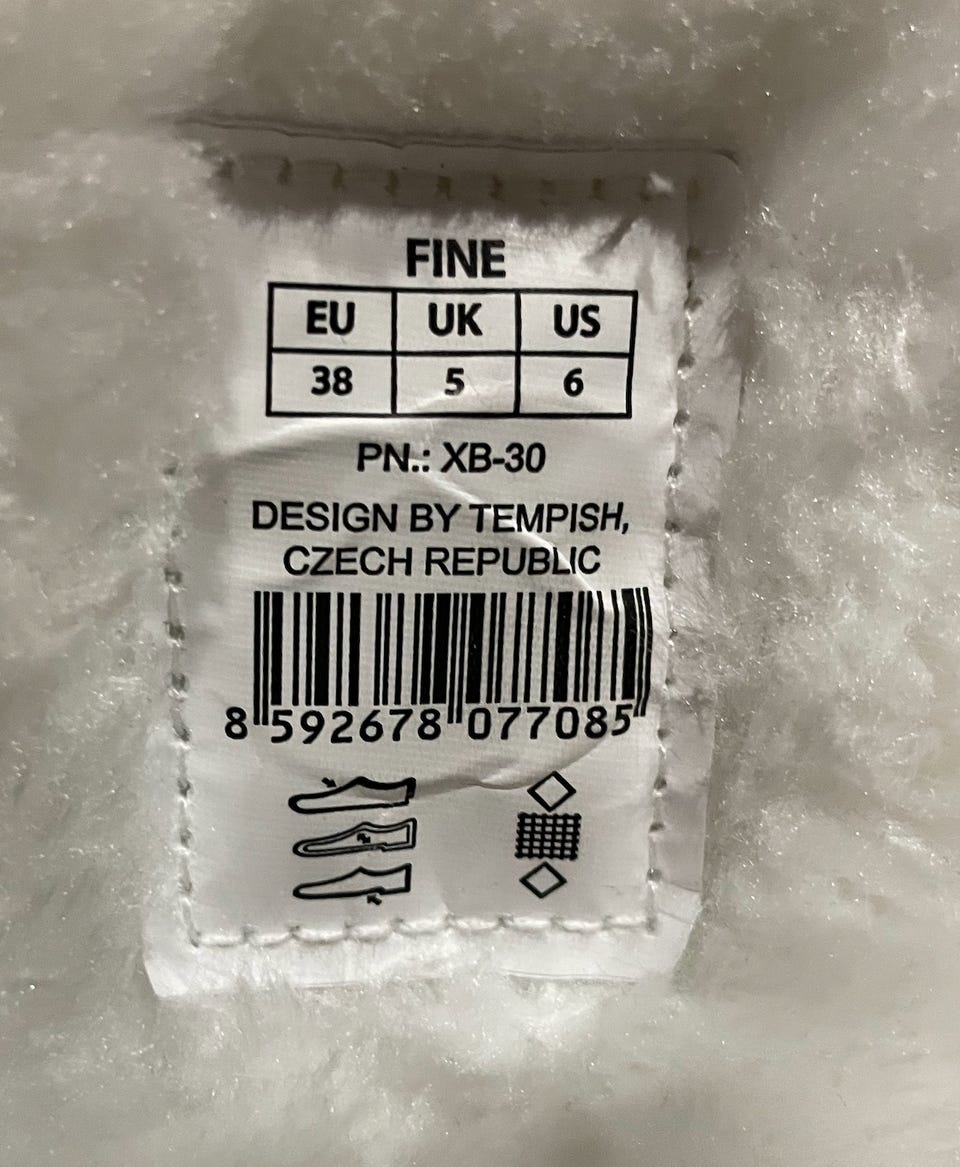 FINE
EU UK US
38 5 6
PN.: XB-30
DESIGN BY TEMPISH,
CZECH REPUBLIC
8 592678 077085